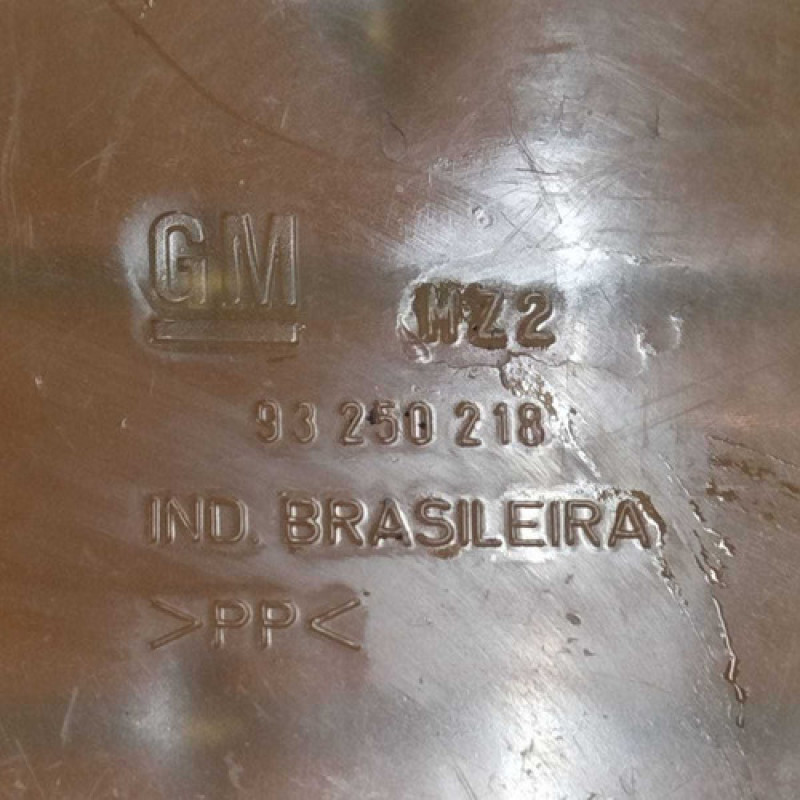 GM
MZ2
93 250 218
IND. BRASILEIRA
>PP<